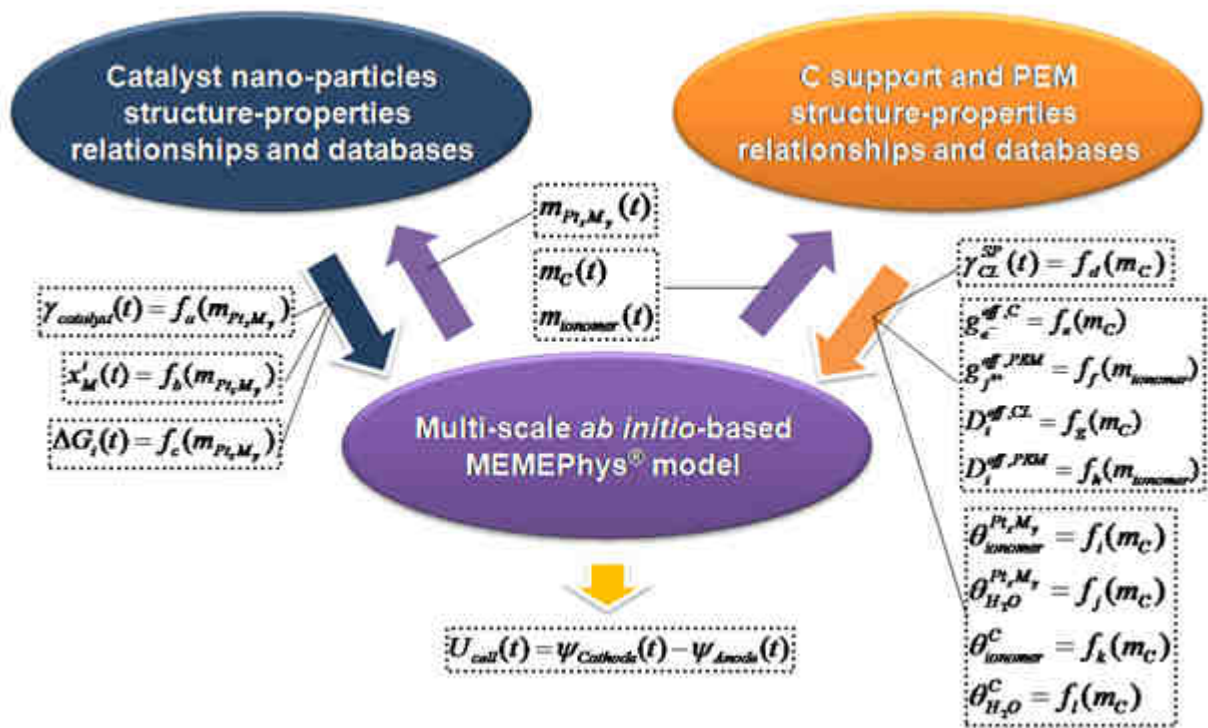 Catalyst nano-particles
structure-properties
relationships and databases
C support and PEM
structure-properties
relationships and databases
m_{Pt_xM_y}(t)
m_C(t)
m_{ionomer}(t)
γ_{catalyst}(t) = f_a(m_{Pt_xM_y})
x^i_M(t) = f_b(m_{Pt_xM_y})
ΔG_i(t) = f_c(m_{Pt_xM_y})
γ^{SP}_{CL}(t) = f_d(m_C)
g^{eff,C}_{e^-} = f_e(m_C)
g^{eff,PEM} = f_f(m_{ionomer})
D_i^{eff,CL} = f_g(m_C)
D_i^{eff,PEM} = f_h(m_{ionomer})
θ^{Pt_xM_y}_{ionomer} = f_i(m_C)
θ^{Pt_xM_y}_{H_2O} = f_j(m_C)
θ^C_{ionomer} = f_k(m_C)
θ^C_{H_2O} = f_l(m_C)
Multi-scale ab initio-based
MEMEPhys® model
U_{cell}(t) = ψ_{Cathode}(t) − ψ_{Anode}(t)